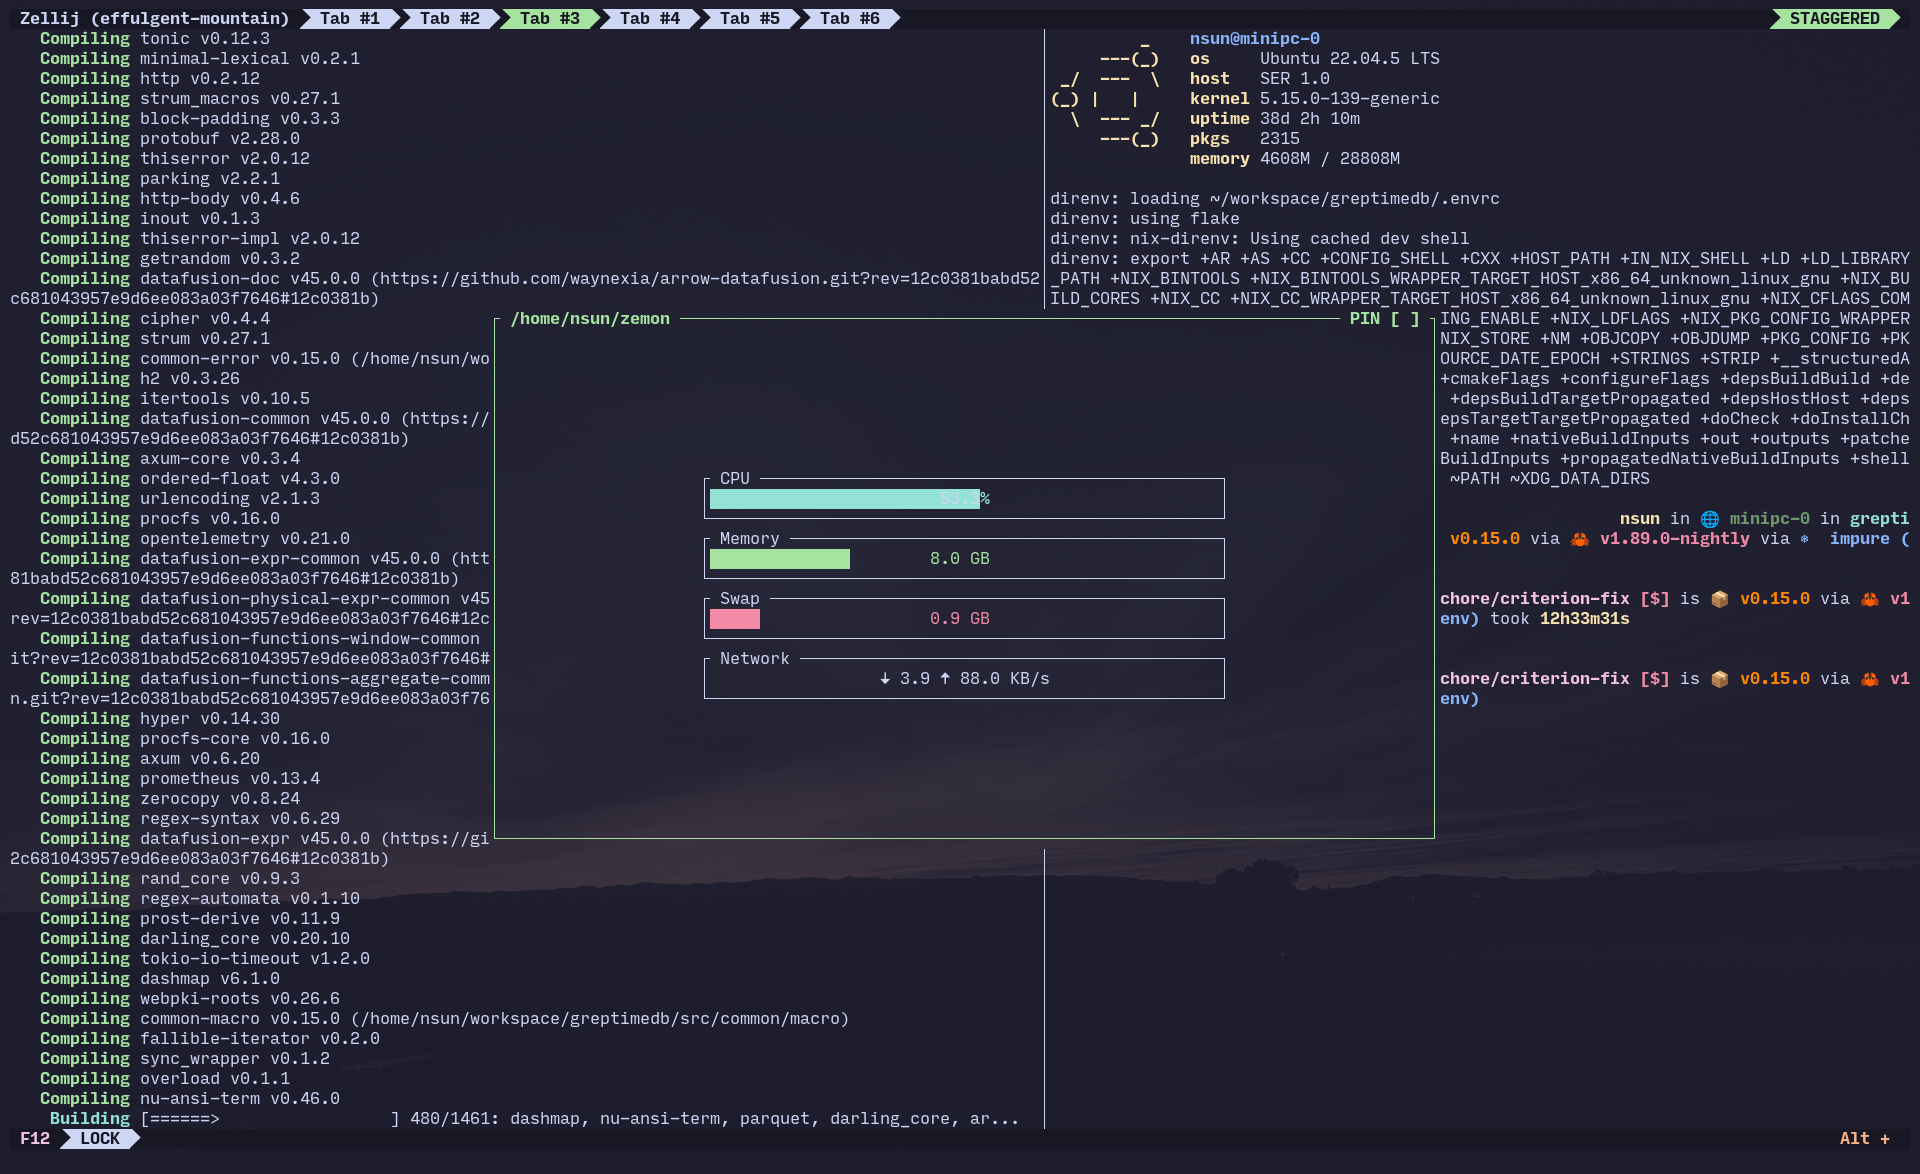 Zellij (effulgent-mountain) Tab #1 Tab #2 Tab #3 Tab #4 Tab #5 Tab #6 STAGGERED
Compiling tonic v0.12.3
Compiling minimal-lexical v0.2.1
Compiling http v0.2.12
Compiling strum_macros v0.27.1
Compiling block-padding v0.3.3
Compiling protobuf v2.28.0
Compiling thiserror v2.0.12
Compiling parking v2.2.1
Compiling http-body v0.4.6
Compiling inout v0.1.3
Compiling thiserror-impl v2.0.12
Compiling getrandom v0.3.2
Compiling datafusion-doc v45.0.0 (https://github.com/waynexia/arrow-datafusion.git?rev=12c0381babd52
c681043957e9d6ee083a03f7646#12c0381b)
Compiling cipher v0.4.4
Compiling strum v0.27.1
Compiling common-error v0.15.0 (/home/nsun/wo
Compiling h2 v0.3.26
Compiling itertools v0.10.5
Compiling datafusion-common v45.0.0 (https://
d52c681043957e9d6ee083a03f7646#12c0381b)
Compiling axum-core v0.3.4
Compiling ordered-float v4.3.0
Compiling urlencoding v2.1.3
Compiling procfs v0.16.0
Compiling opentelemetry v0.21.0
Compiling datafusion-expr-common v45.0.0 (htt
81babd52c681043957e9d6ee083a03f7646#12c0381b)
Compiling datafusion-physical-expr-common v45
rev=12c0381babd52c681043957e9d6ee083a03f7646#12c
Compiling datafusion-functions-window-common
it?rev=12c0381babd52c681043957e9d6ee083a03f7646#
Compiling datafusion-functions-aggregate-comm
n.git?rev=12c0381babd52c681043957e9d6ee083a03f76
Compiling hyper v0.14.30
Compiling procfs-core v0.16.0
Compiling axum v0.6.20
Compiling prometheus v0.13.4
Compiling zerocopy v0.8.24
Compiling regex-syntax v0.6.29
Compiling datafusion-expr v45.0.0 (https://gi
2c681043957e9d6ee083a03f7646#12c0381b)
Compiling rand_core v0.9.3
Compiling regex-automata v0.1.10
Compiling prost-derive v0.11.9
Compiling darling_core v0.20.10
Compiling tokio-io-timeout v1.2.0
Compiling dashmap v6.1.0
Compiling webpki-roots v0.26.6
Compiling common-macro v0.15.0 (/home/nsun/workspace/greptimedb/src/common/macro)
Compiling fallible-iterator v0.2.0
Compiling sync_wrapper v0.1.2
Compiling overload v0.1.1
Compiling nu-ansi-term v0.46.0
Building [======> ] 480/1461: dashmap, nu-ansi-term, parquet, darling_core, ar...
nsun@minipc-0
os Ubuntu 22.04.5 LTS
host SER 1.0
kernel 5.15.0-139-generic
uptime 38d 2h 10m
pkgs 2315
memory 4608M / 28808M
direnv: loading ~/workspace/greptimedb/.envrc
direnv: using flake
direnv: nix-direnv: Using cached dev shell
direnv: export +AR +AS +CC +CONFIG_SHELL +CXX +HOST_PATH +IN_NIX_SHELL +LD +LD_LIBRARY
_PATH +NIX_BINTOOLS +NIX_BINTOOLS_WRAPPER_TARGET_HOST_x86_64_unknown_linux_gnu +NIX_BU
ILD_CORES +NIX_CC +NIX_CC_WRAPPER_TARGET_HOST_x86_64_unknown_linux_gnu +NIX_CFLAGS_COM
ING_ENABLE +NIX_LDFLAGS +NIX_PKG_CONFIG_WRAPPER
NIX_STORE +NM +OBJCOPY +OBJDUMP +PKG_CONFIG +PK
OURCE_DATE_EPOCH +STRINGS +STRIP +__structuredA
+cmakeFlags +configureFlags +depsBuildBuild +de
+depsBuildTargetPropagated +depsHostHost +deps
epsTargetTargetPropagated +doCheck +doInstallCh
+name +nativeBuildInputs +out +outputs +patche
BuildInputs +propagatedNativeBuildInputs +shell
~PATH ~XDG_DATA_DIRS
nsun in 🌐 minipc-0 in grepti
v0.15.0 via 🦀 v1.89.0-nightly via ❄ impure (
chore/criterion-fix [$] is 📦 v0.15.0 via 🦀 v1
env) took 12h33m31s
chore/criterion-fix [$] is 📦 v0.15.0 via 🦀 v1
env)
/home/nsun/zemon PIN [ ]
CPU
53.3%
Memory
8.0 GB
Swap
0.9 GB
Network
↓ 3.9 ↑ 88.0 KB/s
F12 LOCK Alt +